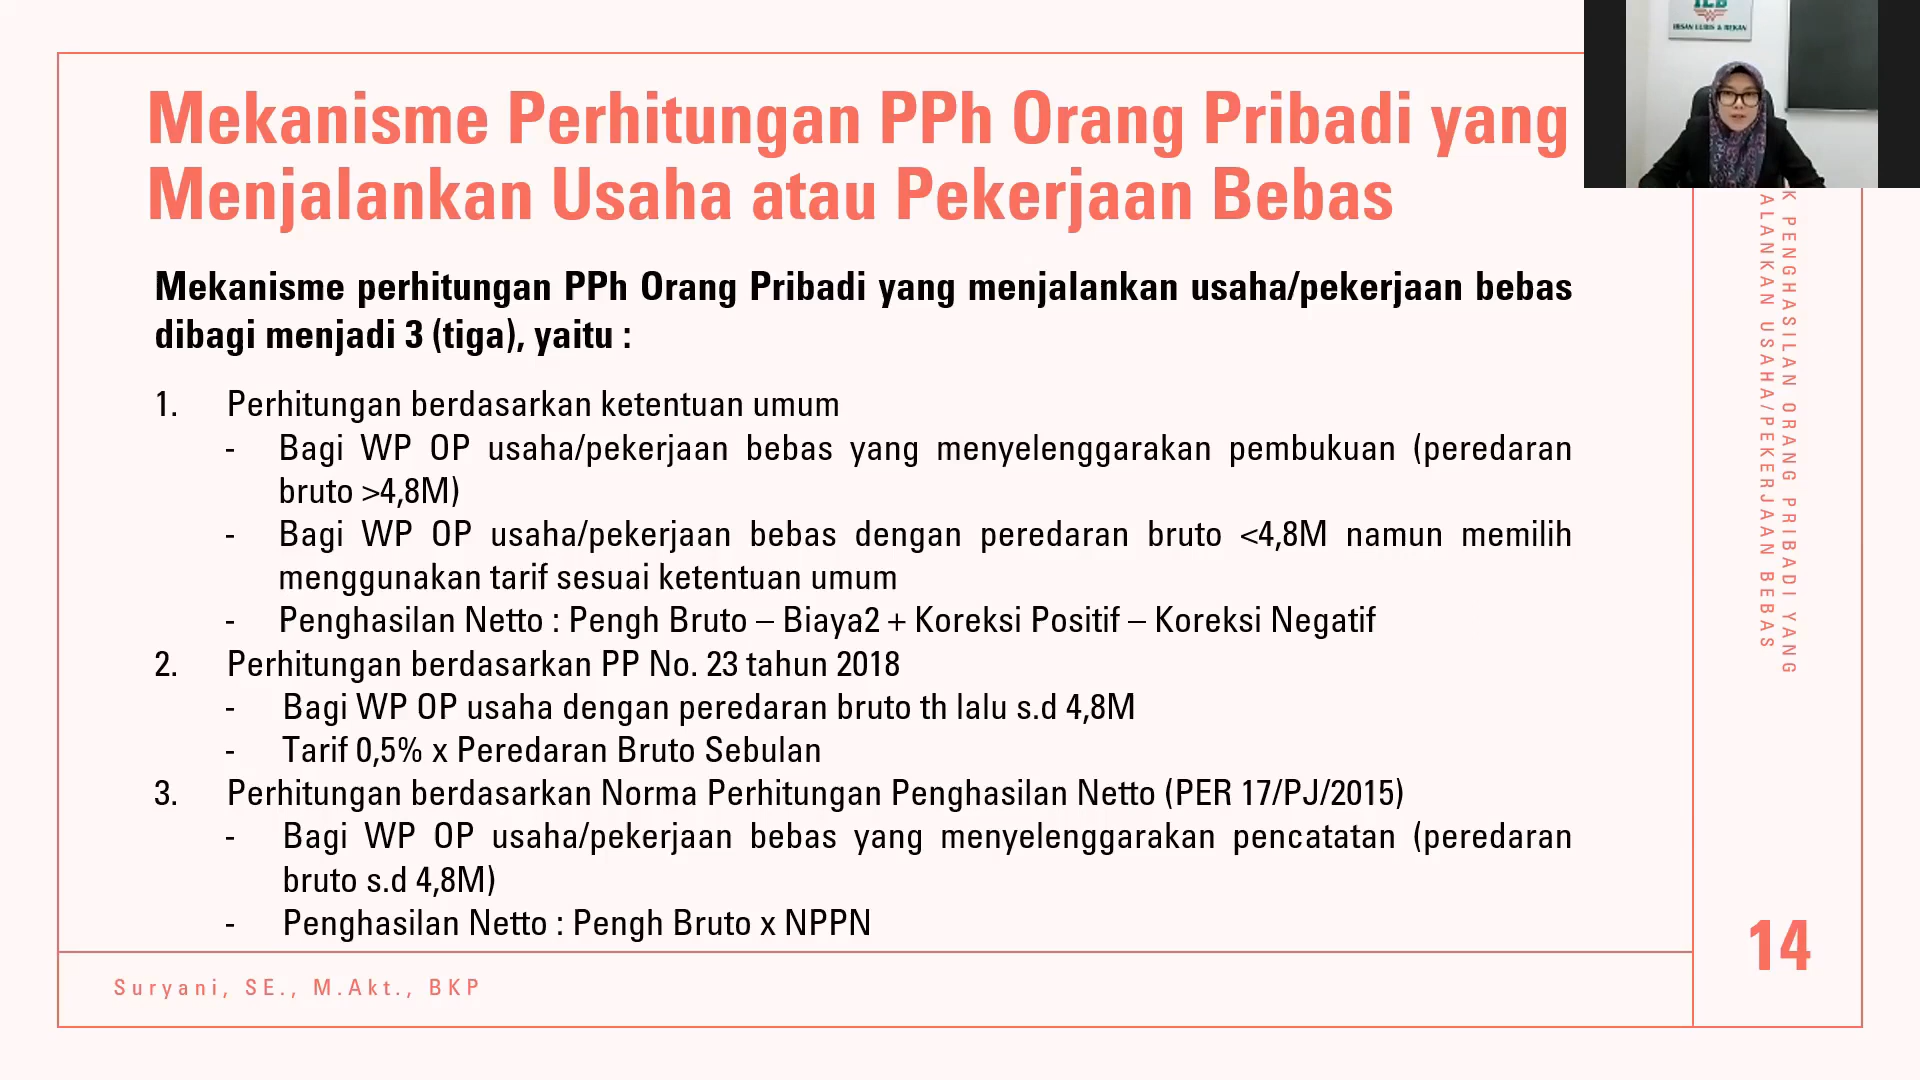 Mekanisme Perhitungan PPh Orang Pribadi yang
Menjalankan Usaha atau Pekerjaan Bebas
Mekanisme perhitungan PPh Orang Pribadi yang menjalankan usaha/pekerjaan bebas
dibagi menjadi 3 (tiga), yaitu :
1. Perhitungan berdasarkan ketentuan umum
- Bagi WP OP usaha/pekerjaan bebas yang menyelenggarakan pembukuan (peredaran
bruto >4,8M)
- Bagi WP OP usaha/pekerjaan bebas dengan peredaran bruto <4,8M namun memilih
menggunakan tarif sesuai ketentuan umum
- Penghasilan Netto : Pengh Bruto – Biaya2 + Koreksi Positif – Koreksi Negatif
2. Perhitungan berdasarkan PP No. 23 tahun 2018
- Bagi WP OP usaha dengan peredaran bruto th lalu s.d 4,8M
- Tarif 0,5% x Peredaran Bruto Sebulan
3. Perhitungan berdasarkan Norma Perhitungan Penghasilan Netto (PER 17/PJ/2015)
- Bagi WP OP usaha/pekerjaan bebas yang menyelenggarakan pencatatan (peredaran
bruto s.d 4,8M)
- Penghasilan Netto : Pengh Bruto x NPPN
Suryani, SE., M.Akt., BKP
K PENGHASILAN ORANG PRIBADI YANG
ALANKAN USAHA/PEKERJAAN BEBAS
14
& REKAN